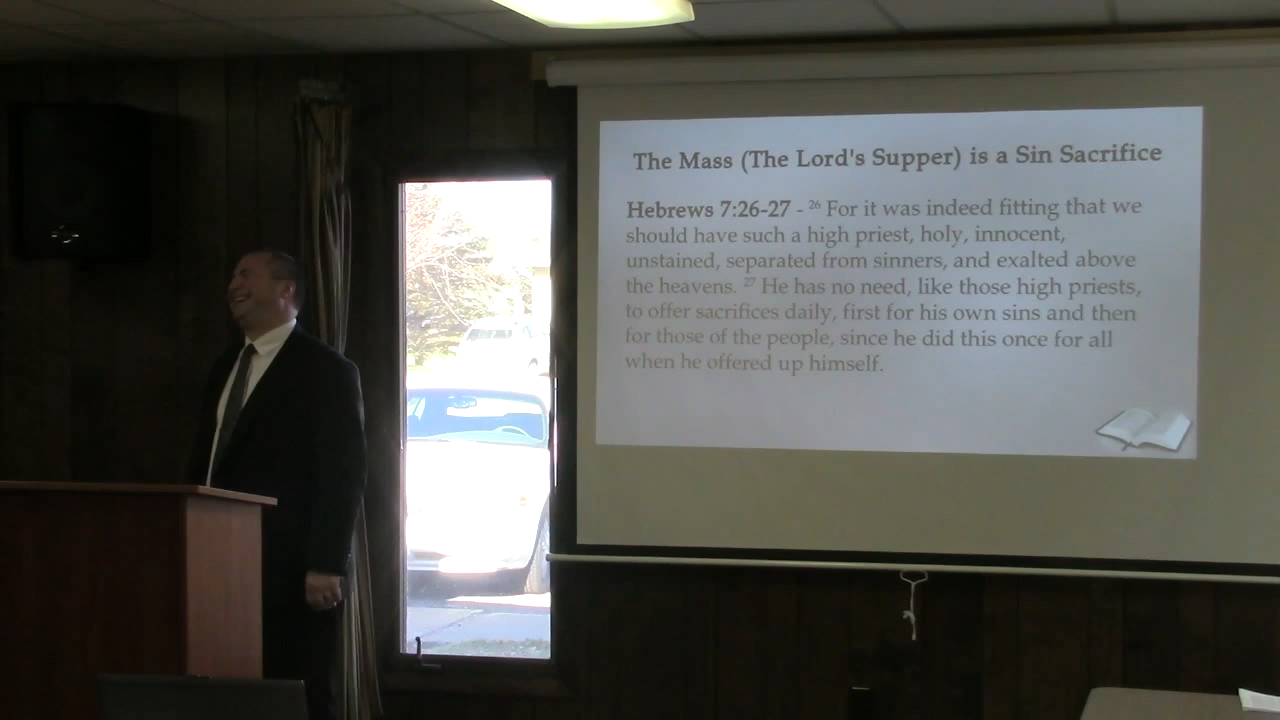 The Mass (The Lord's Supper) is a Sin Sacrifice
Hebrews 7:26-27 - 26 For it was indeed fitting that we
should have such a high priest, holy, innocent,
unstained, separated from sinners, and exalted above
the heavens. 27 He has no need, like those high priests,
to offer sacrifices daily, first for his own sins and then
for those of the people, since he did this once for all
when he offered up himself.